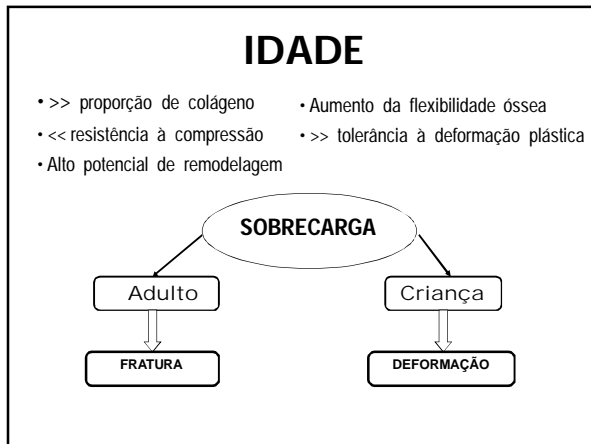 IDADE
• >> proporção de colágeno
• << resistência à compressão
• Alto potencial de remodelagem
• Aumento da flexibilidade óssea
• >> tolerância à deformação plástica
SOBRECARGA
Adulto
Criança
FRATURA
DEFORMAÇÃO